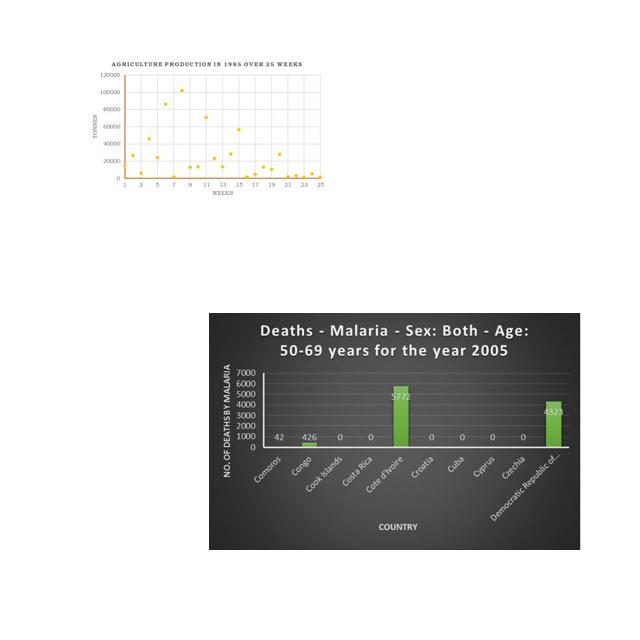 AGRICULTURE PRODUCTION IN 1985 OVER 25 WEEKS
120000
100000
80000
60000
40000
20000
0
TONNES
1 3 5 7 9 11 13 15 17 19 21 23 25
WEEKS
Deaths - Malaria - Sex: Both - Age:
50-69 years for the year 2005
NO. OF DEATHS BY MALARIA
7000
6000
5000
4000
3000
2000
1000
0
42 426 0 0 5772 0 0 0 0 4323
Comoros
Congo
Cook Islands
Costa Rica
Cote d'Ivoire
Croatia
Cuba
Cyprus
Czechia
Democratic Republic of...
COUNTRY